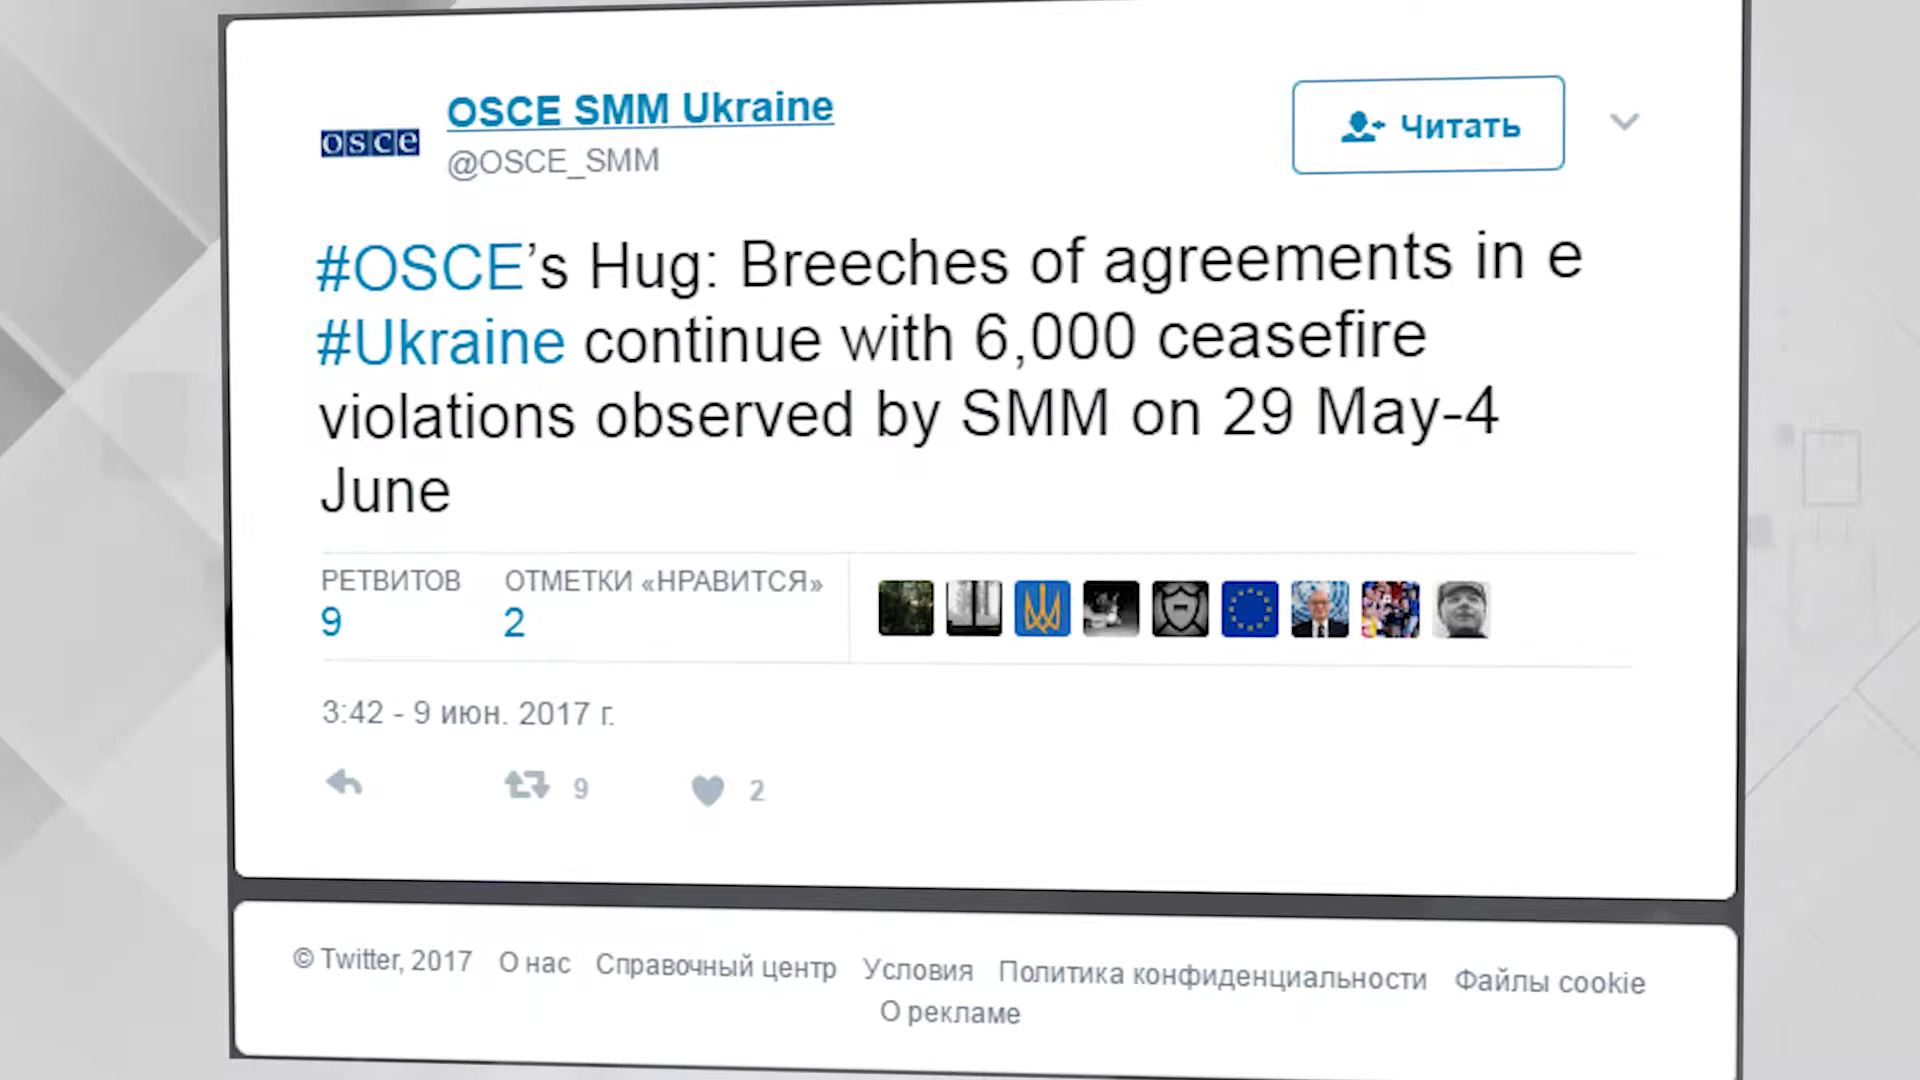 osce
OSCE SMM Ukraine
@OSCE_SMM
Читать
#OSCE’s Hug: Breeches of agreements in e
#Ukraine continue with 6,000 ceasefire
violations observed by SMM on 29 May-4
June
РЕТВИТОВ ОТМЕТКИ «НРАВИТСЯ»
9 2
3:42 - 9 июн. 2017 г.
9 2
© Twitter, 2017 О нас Справочный центр Условия Политика конфиденциальности Файлы cookie
О рекламе